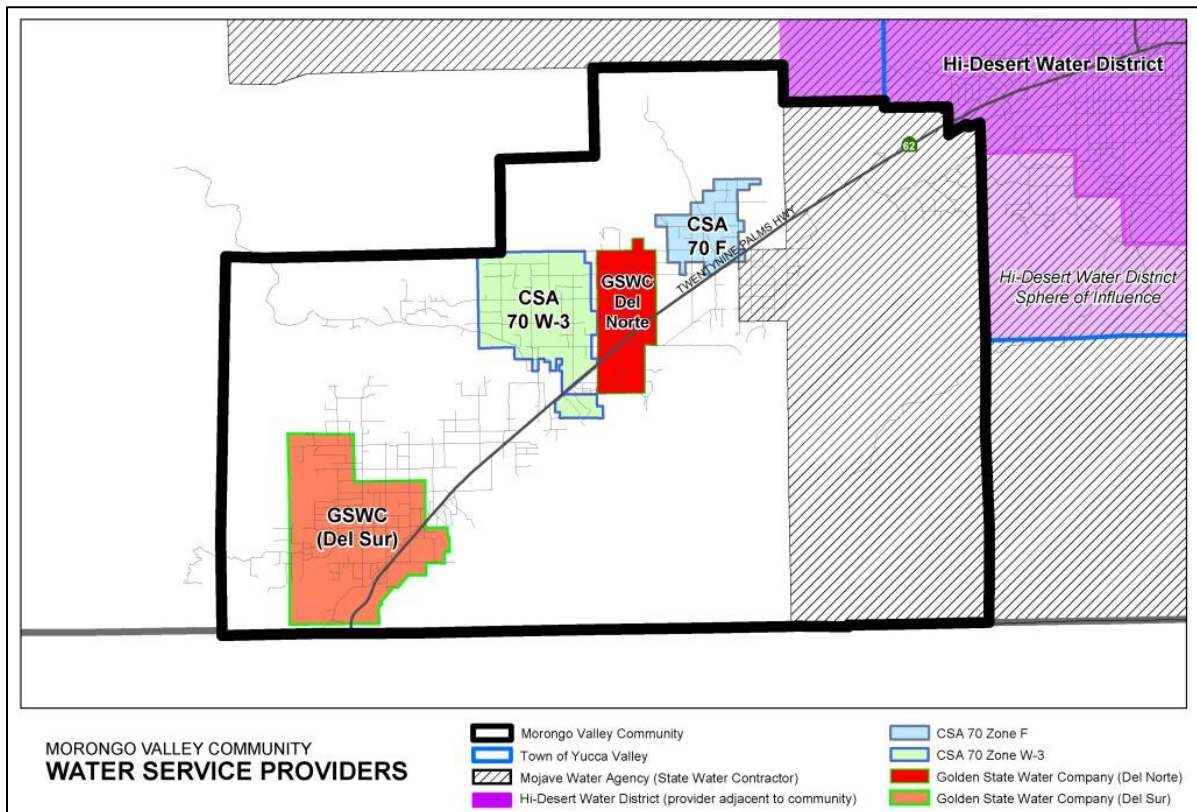 Hi-Desert Water District
62
CSA
70 F
TWENTYNINE PALMS HWY
CSA
70 W-3
GSWC
Del
Norte
Hi-Desert Water District
Sphere of Influence
GSWC
(Del Sur)
MORONGO VALLEY COMMUNITY
WATER SERVICE PROVIDERS
Morongo Valley Community
Town of Yucca Valley
Mojave Water Agency (State Water Contractor)
Hi-Desert Water District (provider adjacent to community)
CSA 70 Zone F
CSA 70 Zone W-3
Golden State Water Company (Del Norte)
Golden State Water Company (Del Sur)